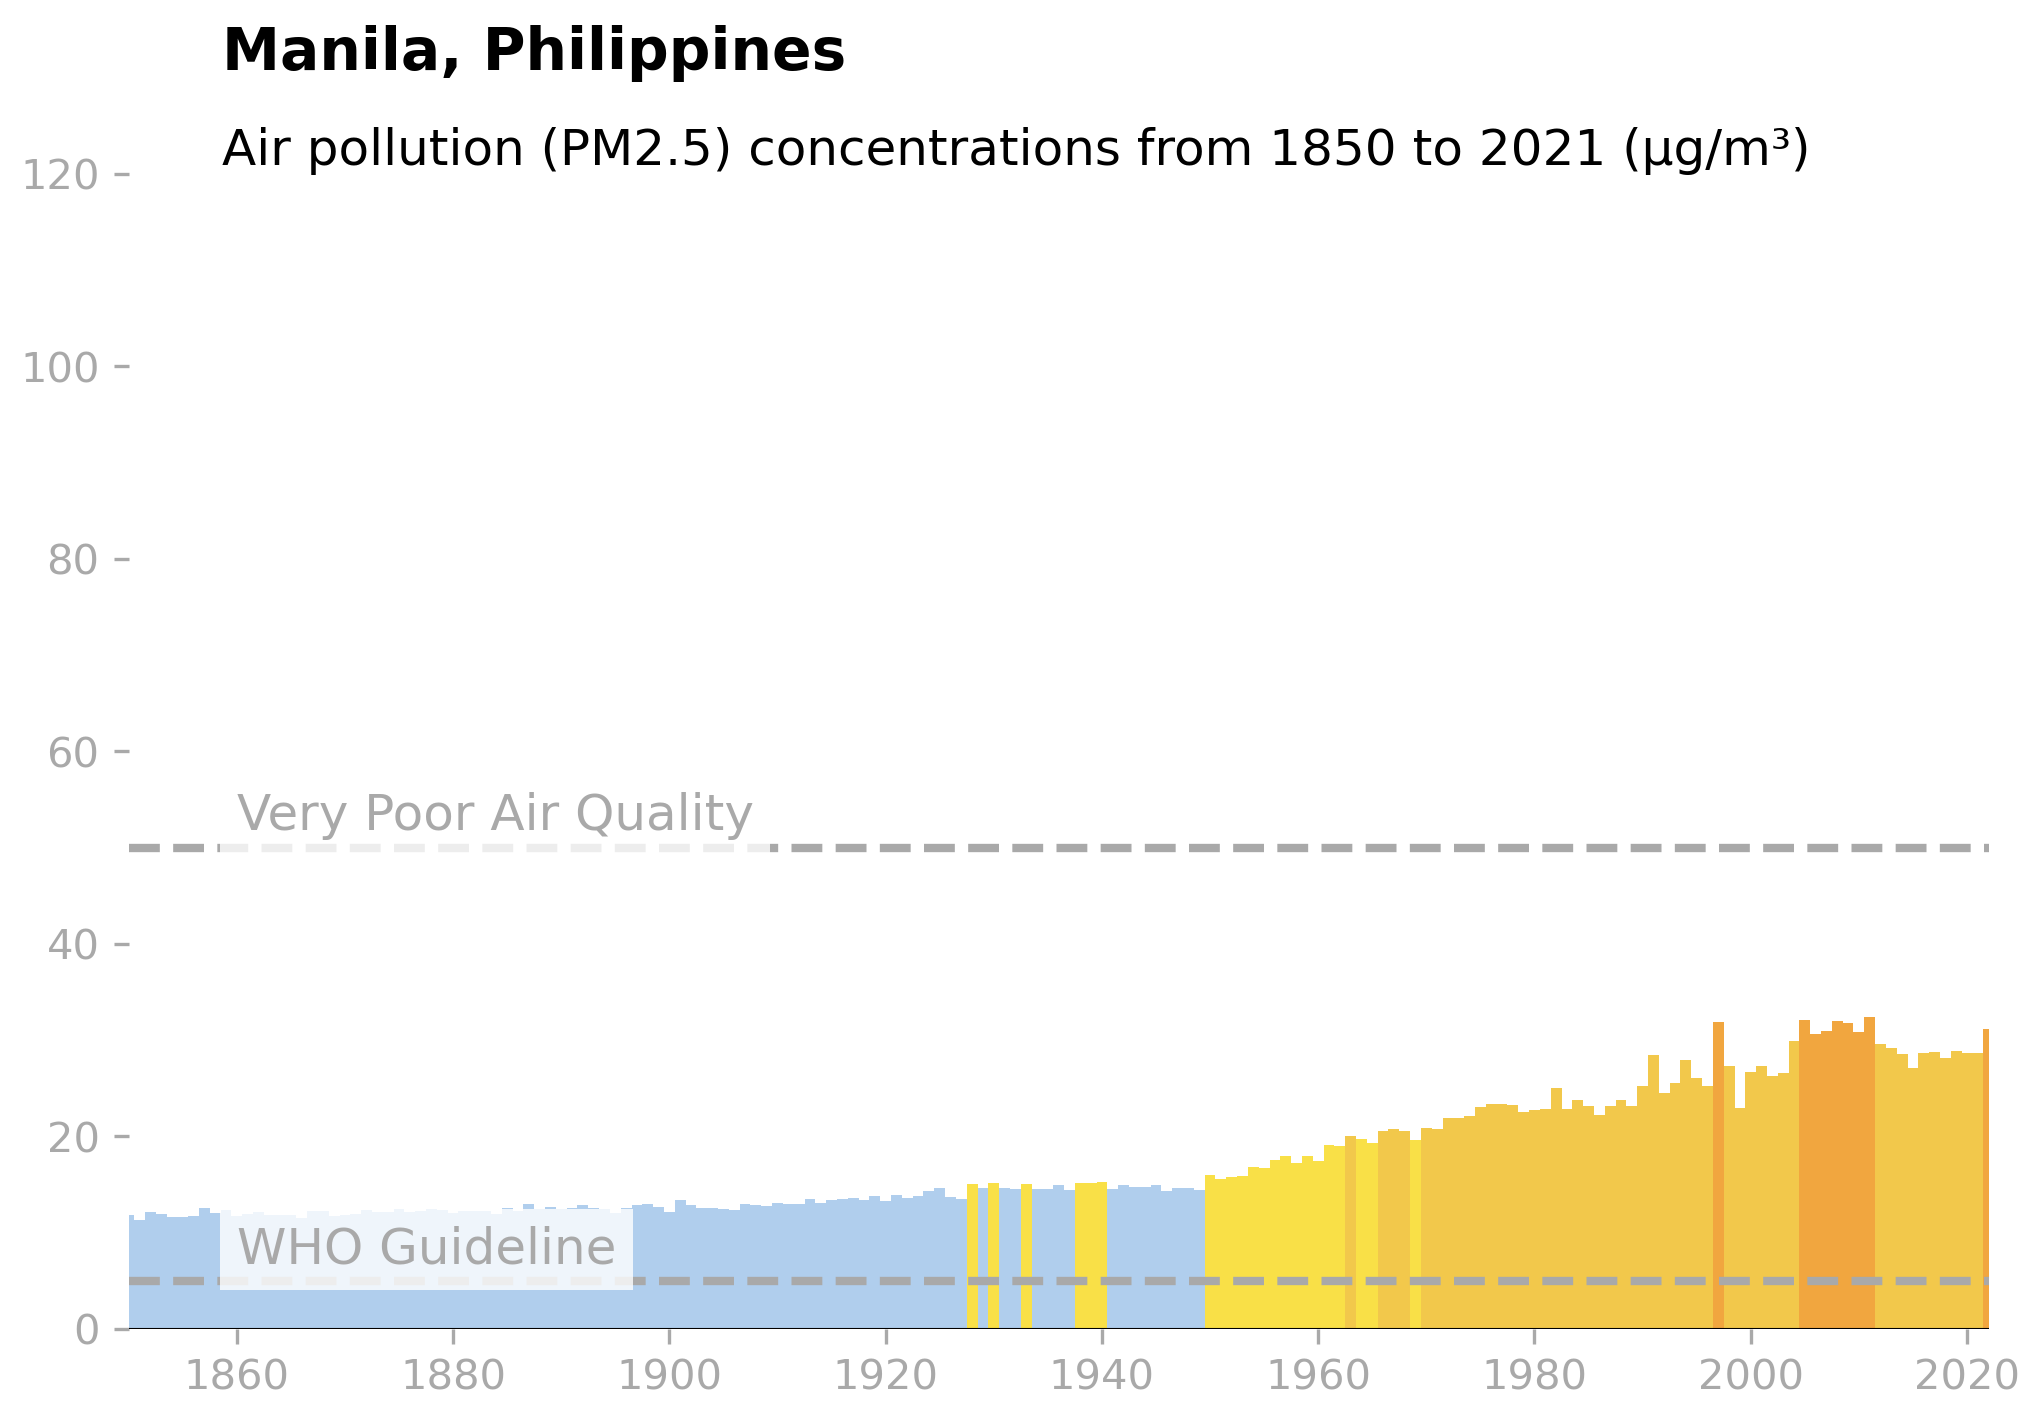 Manila, Philippines
Air pollution (PM2.5) concentrations from 1850 to 2021 (µg/m³)
120
100
80
60
Very Poor Air Quality
40
20
WHO Guideline
0
1860 1880 1900 1920 1940 1960 1980 2000 2020